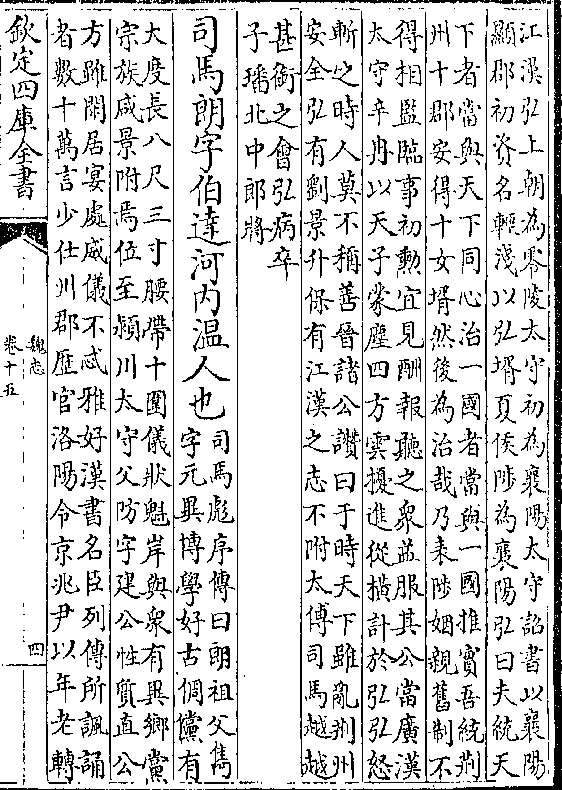 江漢弘上朝為零陵太守初為襄陽太守詔書以襄陽
顯郡初资名輕淺以弘壻夏侯陟為襄陽弘曰夫統天
下者當與天下同心治一國者當與一國推實吾統荆
州十郡安得十女壻然後為治哉乃表陟姻親舊制不
得相監臨事初勳宜見酬報聽之衆益服其公當廣漢
太守辛冉以天子蒙塵四方雲擾進從橫計於弘弘怒
斬之時人莫不稱善晉諸公讚曰于時天下雖亂荆州
安全弘有劉景升保有江漢之志不附太傅司馬越越
甚銜之會弘病卒
子璠北中郎將
司馬朗字伯達河内温人也
司馬彪序傳曰朗祖父雋
字元異博學好古倜儻有
大度長八尺三寸腰帶十圍儀狀魁岸與衆有異鄉黨
宗族咸景附焉位至潁川太守父防字建公性質直公
方雖閒居宴處威儀不忒雅好漢書名臣列傳所諷誦
者數十萬言少仕州郡歴官洛陽令京兆尹以年老轉
欽定四庫全書
魏志
卷十五
四